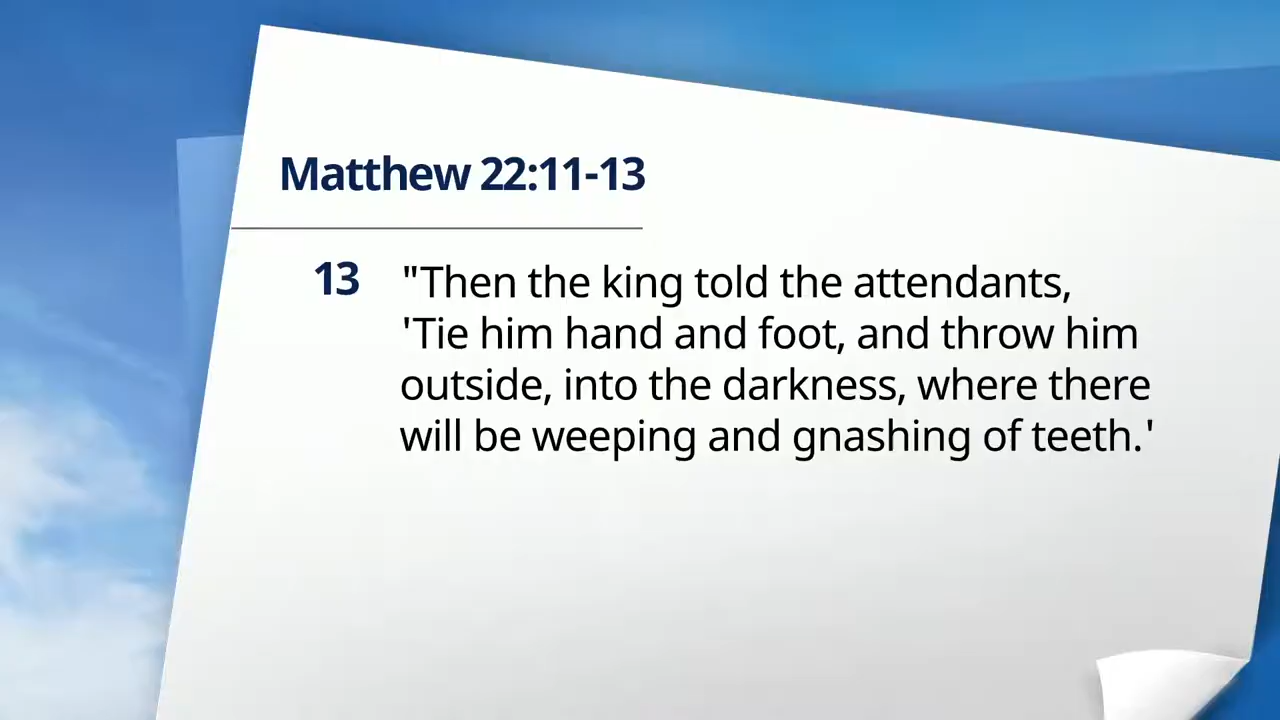 Matthew 22:11-13
13 "Then the king told the attendants,
'Tie him hand and foot, and throw him
outside, into the darkness, where there
will be weeping and gnashing of teeth.'